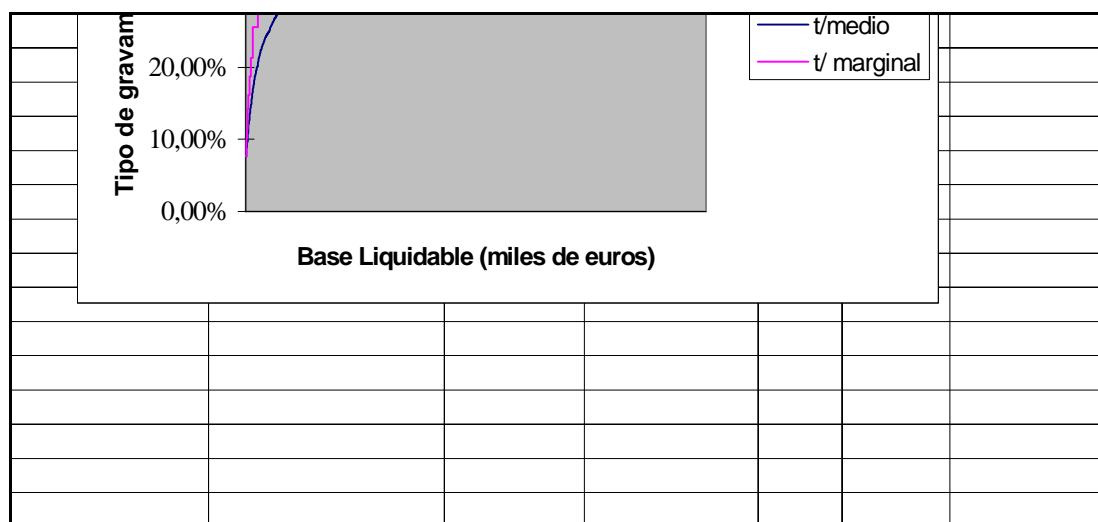 t/medio
t/ marginal
Tipo de gravam
20,00%
10,00%
0,00%
Base Liquidable (miles de euros)